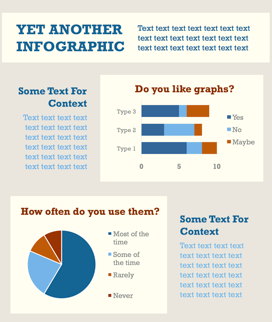 YET ANOTHER
INFOGRAPHIC
Text text text text text text text
text text text text text text text
text text text text text text text
Some Text For
Context
Text text text text
text text text text
text text text text
text text text text
text text text text
text text text text
Do you like graphs?
Type 3
Type 2
Type 1
0 5 10
Yes
No
Maybe
How often do you use them?
Most of the
time
Some of
the time
Rarely
Never
Some Text For
Context
Text text text text
text text text text
text text text text
text text text text
text text text text
text text text text